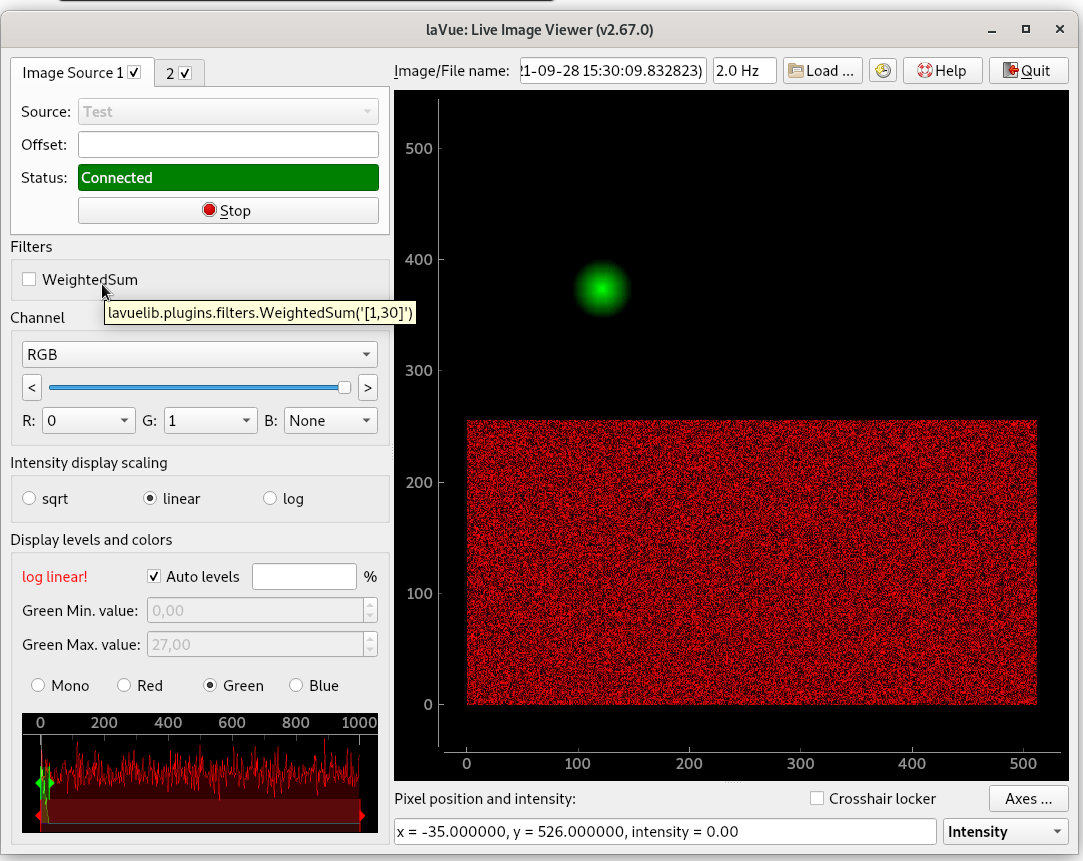 laVue: Live Image Viewer (v2.67.0)
Image Source 1 2
Image/File name: 21-09-28 15:30:09.832823) 2.0 Hz Load ... Help Quit
Source: Test
Offset:
Status: Connected
Stop
Filters
WeightedSum
lavuelib.plugins.filters.WeightedSum('[1,30]')
Channel
RGB
< >
R: 0 G: 1 B: None
Intensity display scaling
sqrt linear log
Display levels and colors
log linear! Auto levels %
Green Min. value: 0,00
Green Max. value: 27,00
Mono Red Green Blue
0 200 400 600 800 1000
500
400
300
200
100
0
0 100 200 300 400 500
Pixel position and intensity: Crosshair locker Axes ...
x = -35.000000, y = 526.000000, intensity = 0.00 Intensity